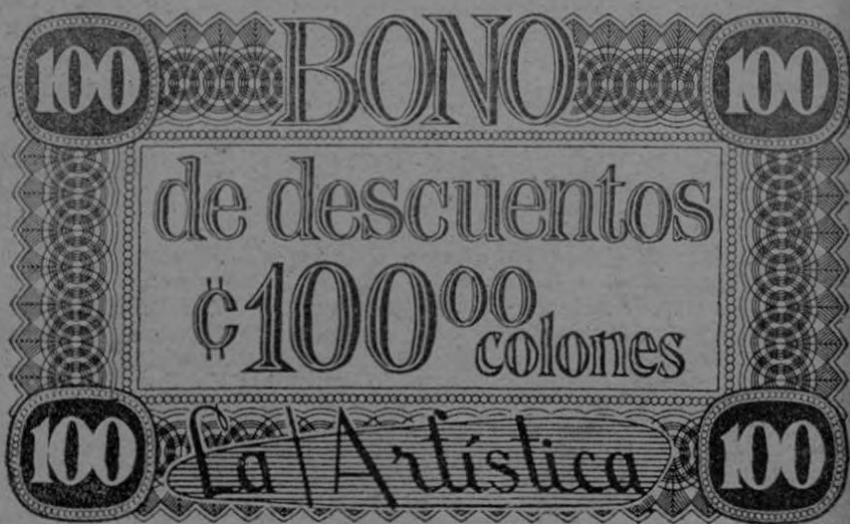 100 BONO 100
de descuentos
₡100⁰⁰
colones
100 La Artística 100